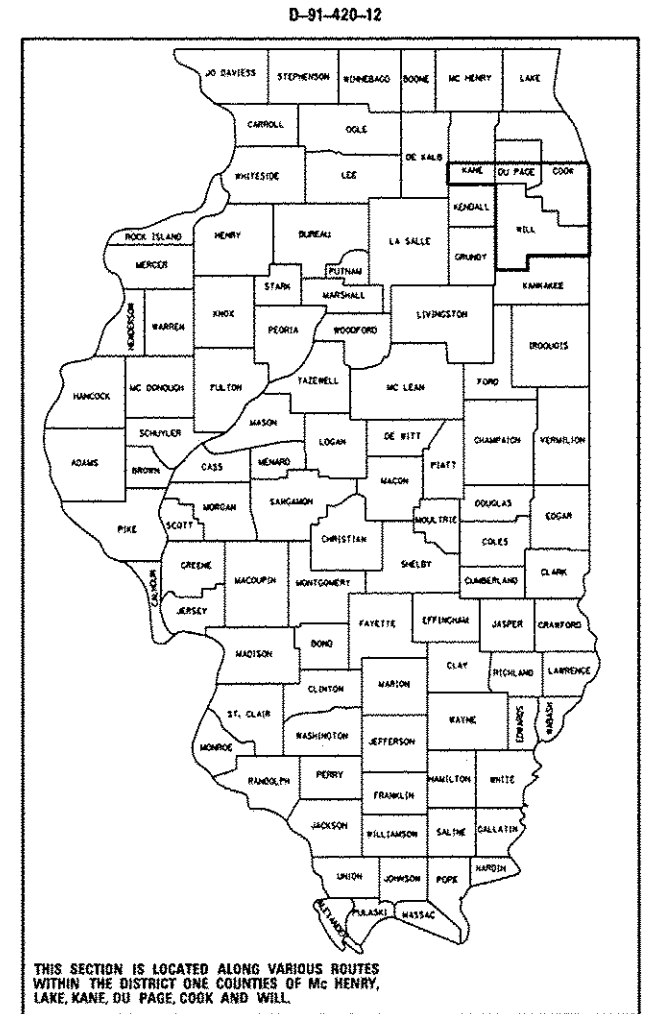 D-91-420-12
JO DAVIESS STEPHENSON WINNEBAGO BOONE MC HENRY LAKE
CARROLL OGLE
DE KALB KANE DU PAGE COOK
WHITESIDE LEE
KENDALL
ROCK ISLAND HENRY BUREAU LA SALLE WILL
MERCER PUTNAM GRUNDY
STARK MARSHALL KANKAKEE
HENDERSON WARREN KNOX PEORIA WOODFORD LIVINGSTON
IROQUOIS
HANCOCK MC DONOUGH FULTON TAZEWELL MC LEAN FORD
MASON
SCHUYLER LOGAN DE WITT CHAMPAIGN VERMILION
ADAMS BROWN CASS MENARD PIATT
MACON
MORGAN SANGAMON DOUGLAS EDGAR
PIKE SCOTT MOULTRIE
CHRISTIAN COLES
GREENE SHELBY
CALHOUN MACOUPIN MONTGOMERY CUMBERLAND CLARK
JERSEY
FAYETTE EFFINGHAM JASPER CRAWFORD
MADISON BOND
CLAY RICHLAND LAWRENCE
CLINTON MARION
ST. CLAIR WAYNE EDWARDS WABASH
WASHINGTON JEFFERSON
MONROE
RANDOLPH PERRY HAMILTON WHITE
FRANKLIN
JACKSON WILLIAMSON SALINE GALLATIN
UNION JOHNSON POPE HARDIN
ALEXANDER PULASKI MASSAC
THIS SECTION IS LOCATED ALONG VARIOUS ROUTES
WITHIN THE DISTRICT ONE COUNTIES OF Mc HENRY,
LAKE, KANE, DU PAGE, COOK AND WILL.